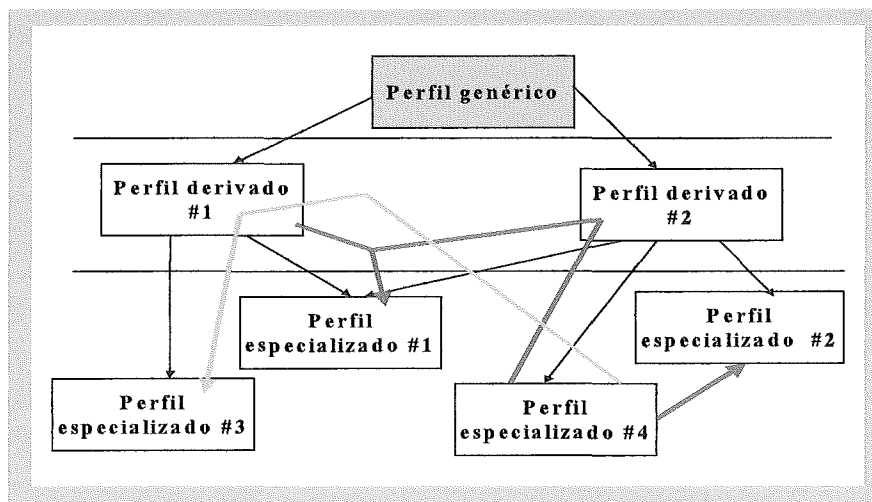 Perfil genérico
Perfil derivado
#1
Perfil derivado
#2
Perfil
especializado #1
Perfil
especializado #2
Perfil
especializado #3
Perfil
especializado #4